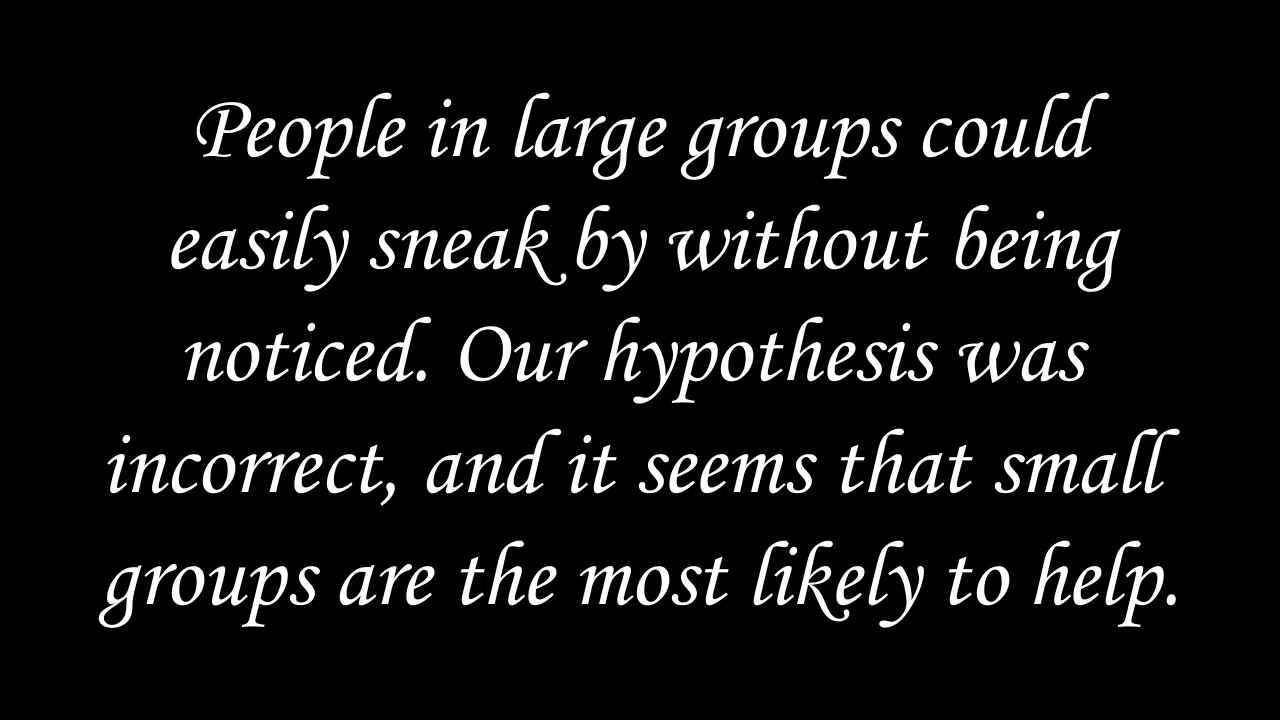 People in large groups could
easily sneak by without being
noticed. Our hypothesis was
incorrect, and it seems that small
groups are the most likely to help.